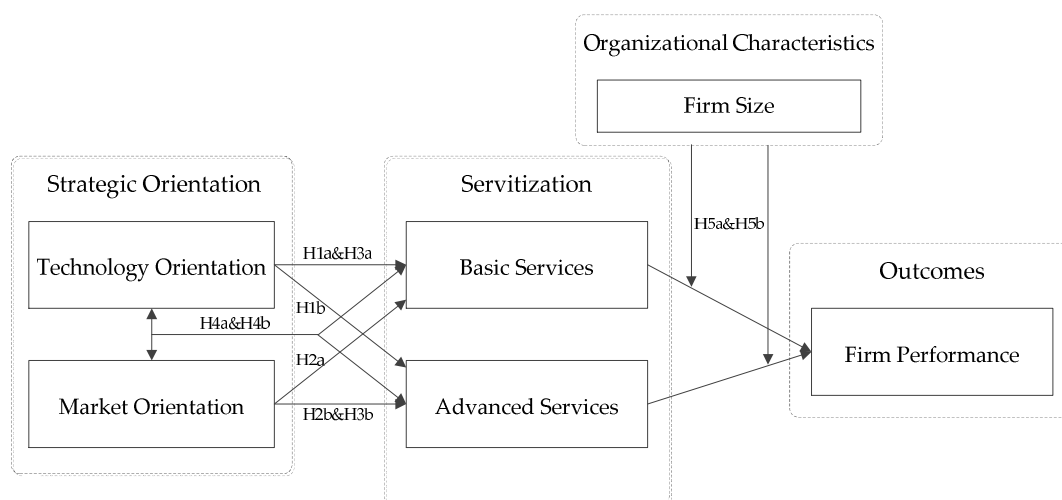 Organizational Characteristics
Firm Size
Strategic Orientation
Servitization
H5a&H5b
Technology Orientation
H1a&H3a
Basic Services
Outcomes
H1b
H4a&H4b
H2a
Firm Performance
Market Orientation
H2b&H3b
Advanced Services